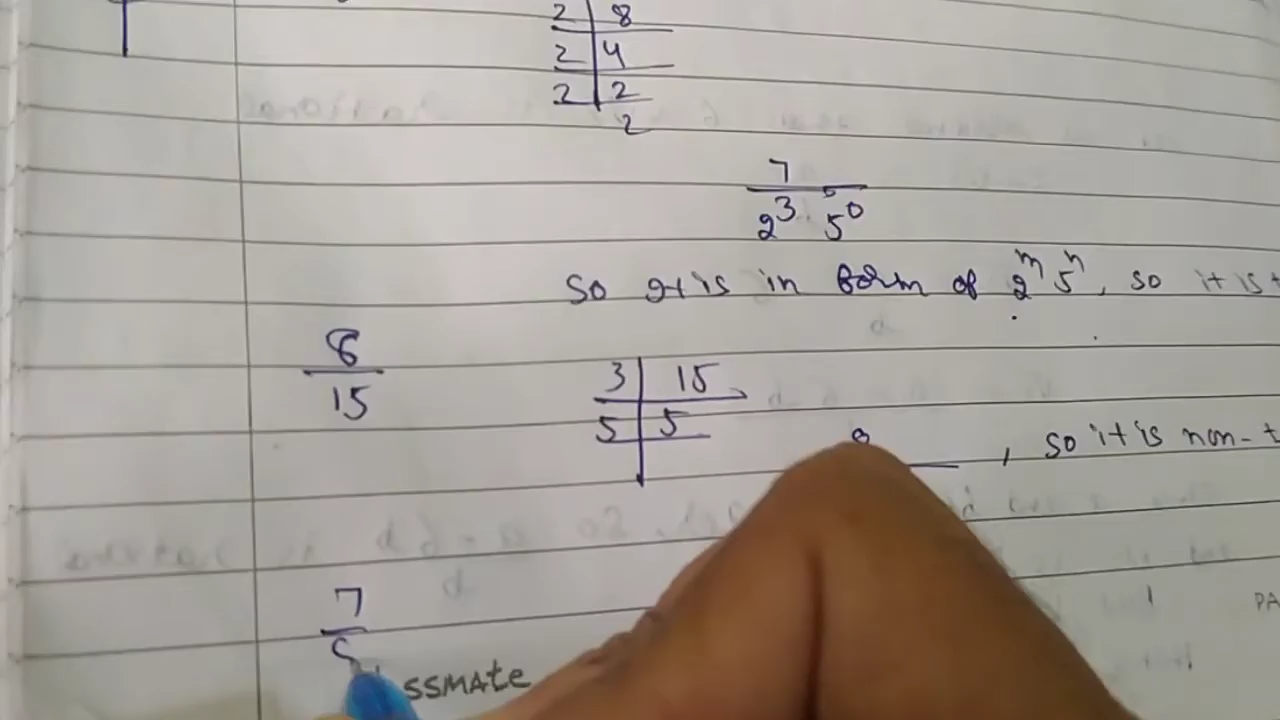 2 | 8
2 | 4
2 | 2
2
7
2³ 5⁰
So it is in form of 2ᵐ 5ⁿ, so it is t
8
15
3 | 15
5 | 5
8 , so it is non-t
7
PA
SSMAte